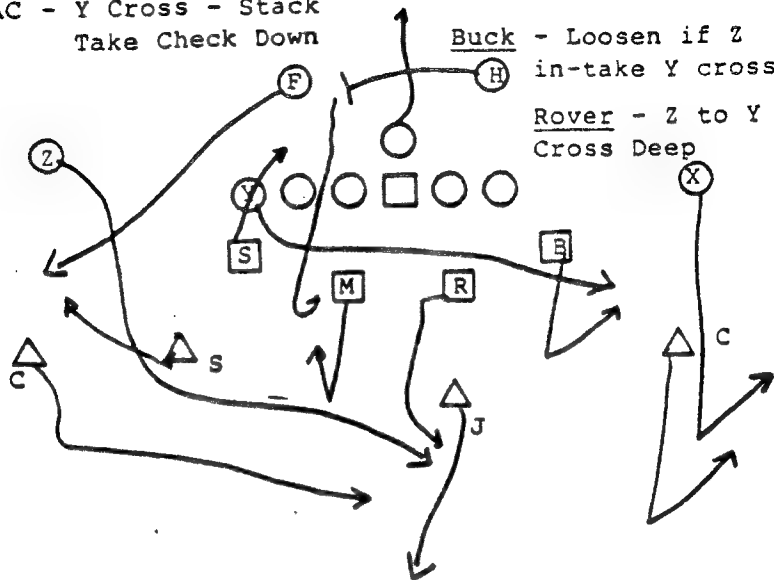 AC - Y Cross - Stack
Take Check Down
Buck - Loosen if Z
in-take Y cross
Rover - Z to Y
Cross Deep
F
H
Z
Y
X
S
B
M
R
C
S
C
J